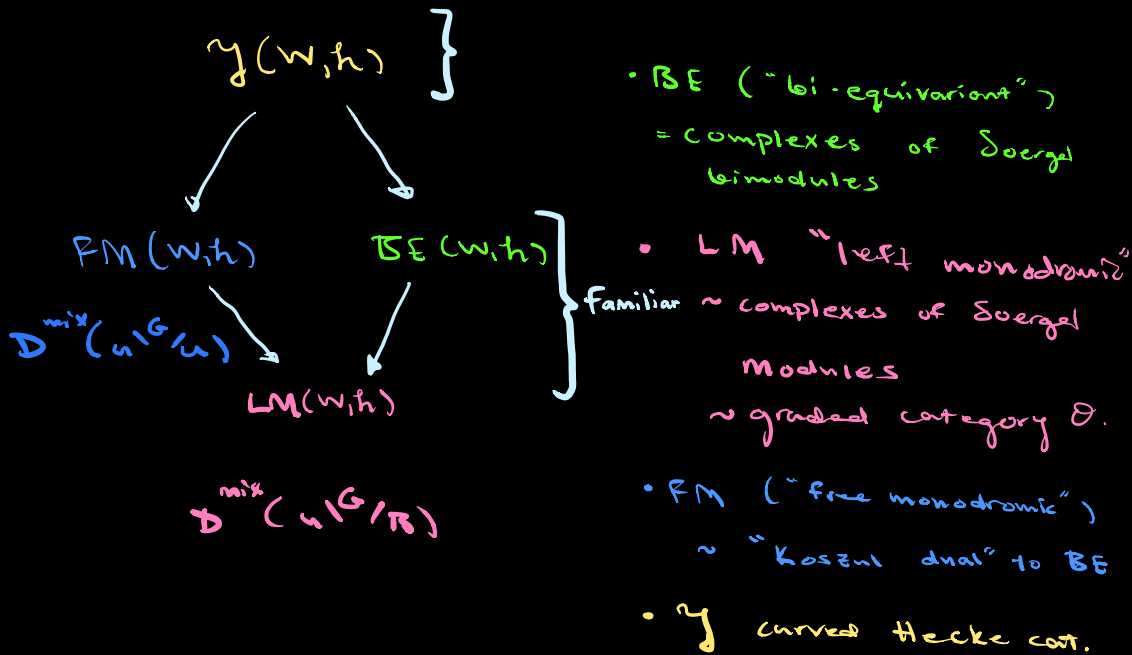 Y(W,h)
FM(W,h)
BE(W,h)
Familiar
D^mix(U\G/U)
LM(W,h)
D^mix(U\G/B)
• BE ("bi-equivariant")
= complexes of Soergel
bimodules
• LM "left monodromic"
~ complexes of Soergel
modules
~ graded category O.
• FM ("free monodromic")
~ "Koszul dual" to BE
• Y curved Hecke cat.